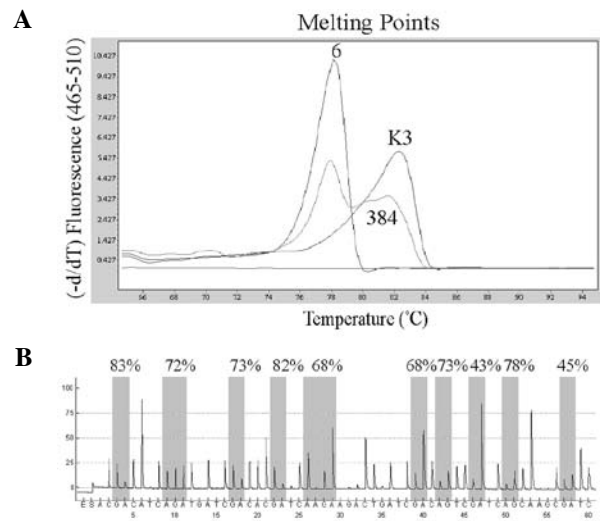 A
Melting Points
(-d/dT) Fluorescence (465-510)
10.427
9.427
8.427
7.427
6.427
5.427
4.427
3.427
2.427
1.427
0.427
6
K3
384
66 68 70 72 74 76 78 80 82 84 86 88 90 92 94
Temperature (°C)
B
83% 72% 73% 82% 68% 68% 73% 43% 78% 45%
100
75
50
25
0
5 10 15 20 25 30 35 40 45 50 55 60